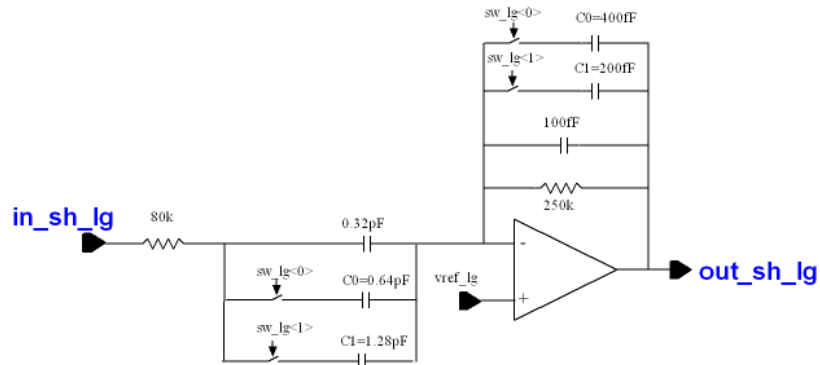 sw_lg<0>
C0=400fF
sw_lg<1>
C1=200fF
100fF
250k
in_sh_lg
80k
0.32pF
sw_lg<0>
C0=0.64pF
sw_lg<1>
C1=1.28pF
vref_lg
-
+
out_sh_lg